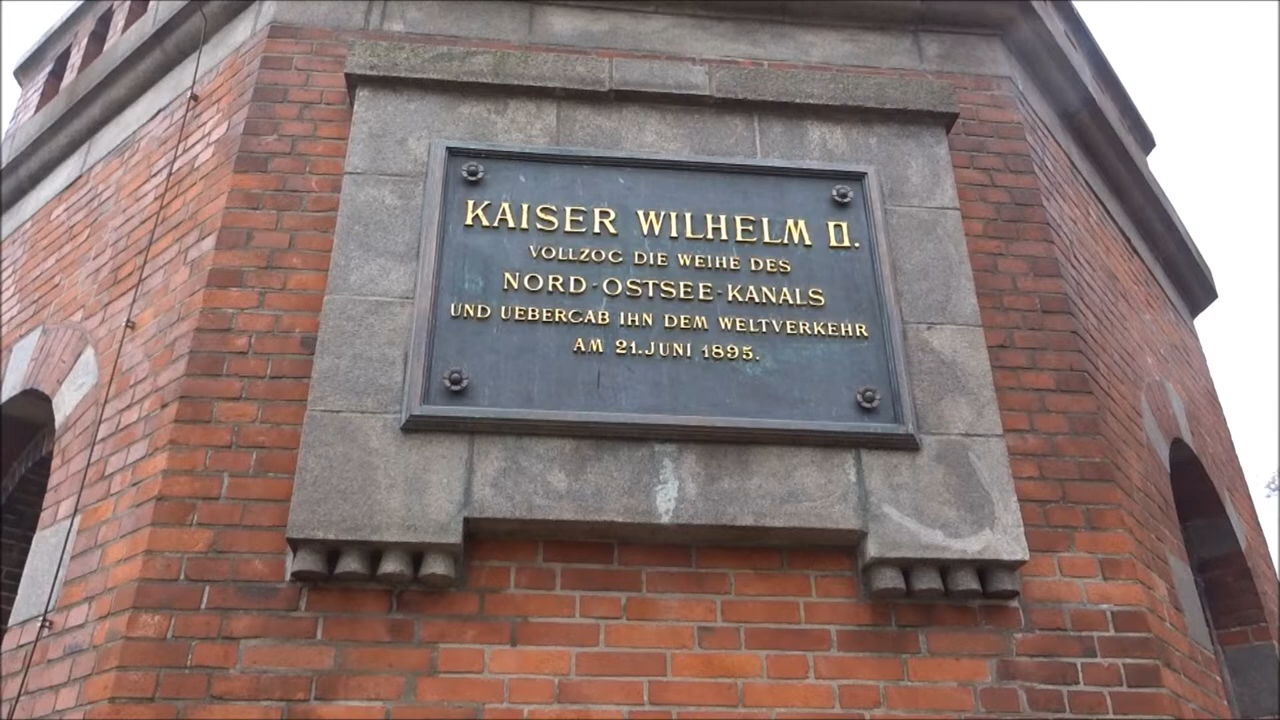 KAISER WILHELM II.
VOLLZOG DIE WEIHE DES
NORD-OSTSEE-KANALS
UND UEBERGAB IHN DEM WELTVERKEHR
AM 21.JUNI 1895.